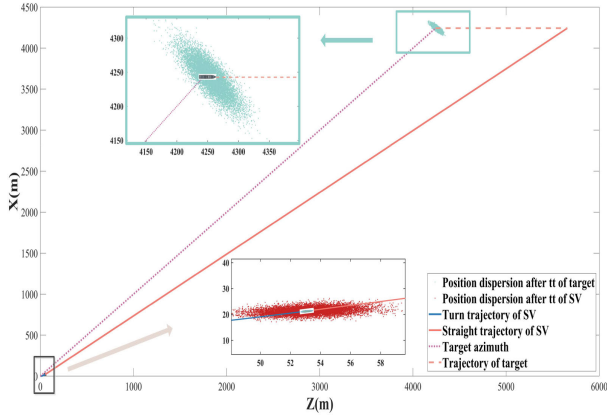 4500
4000
3500
3000
2500
2000
1500
1000
500
0
X(m)
4300
4250
4200
4150
4150 4200 4250 4300 4350
40
30
20
10
50 52 54 56 58
Position dispersion after tt of target
Position dispersion after tt of SV
Turn trajectory of SV
Straight trajectory of SV
Target azimuth
Trajectory of target
0 1000 2000 3000 4000 5000 6000
Z(m)